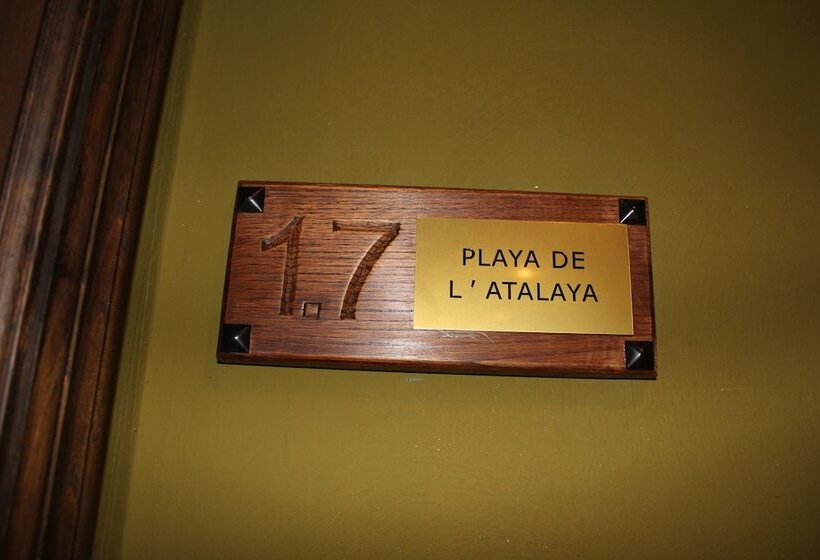 1.7
PLAYA DE
L ' ATALAYA